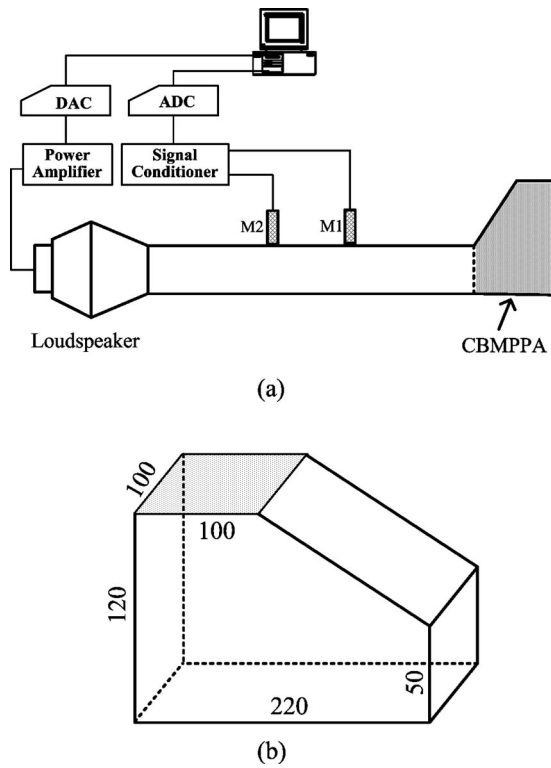 DAC
ADC
Power
Amplifier
Signal
Conditioner
M2
M1
Loudspeaker
CBMPPA
(a)
100
100
120
50
220
(b)